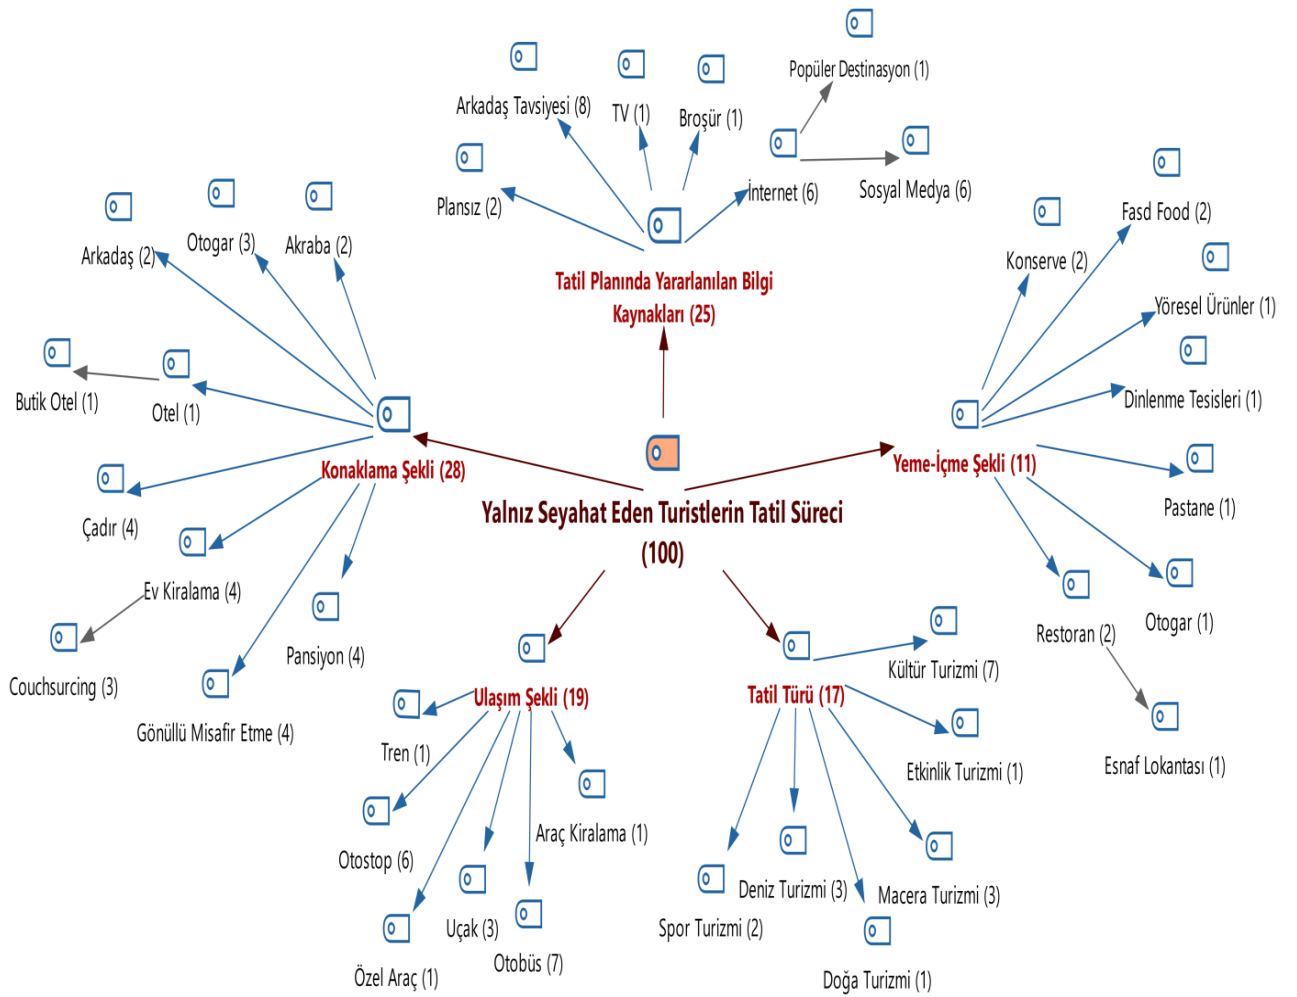 Popüler Destinasyon (1)
Arkadaş Tavsiyesi (8)
TV (1)
Broşür (1)
Plansız (2)
İnternet (6)
Sosyal Medya (6)
Tatil Planında Yararlanılan Bilgi
Kaynakları (25)
Arkadaş (2)
Otogar (3)
Akraba (2)
Butik Otel (1)
Otel (1)
Konaklama Şekli (28)
Çadır (4)
Ev Kiralama (4)
Couchsurcing (3)
Pansiyon (4)
Gönüllü Misafir Etme (4)
Fasd Food (2)
Konserve (2)
Yöresel Ürünler (1)
Dinlenme Tesisleri (1)
Yeme-İçme Şekli (11)
Pastane (1)
Otogar (1)
Restoran (2)
Esnaf Lokantası (1)
Yalnız Seyahat Eden Turistlerin Tatil Süreci
(100)
Ulaşım Şekli (19)
Tren (1)
Otostop (6)
Özel Araç (1)
Uçak (3)
Otobüs (7)
Araç Kiralama (1)
Tatil Türü (17)
Kültür Turizmi (7)
Etkinlik Turizmi (1)
Macera Turizmi (3)
Deniz Turizmi (3)
Spor Turizmi (2)
Doğa Turizmi (1)